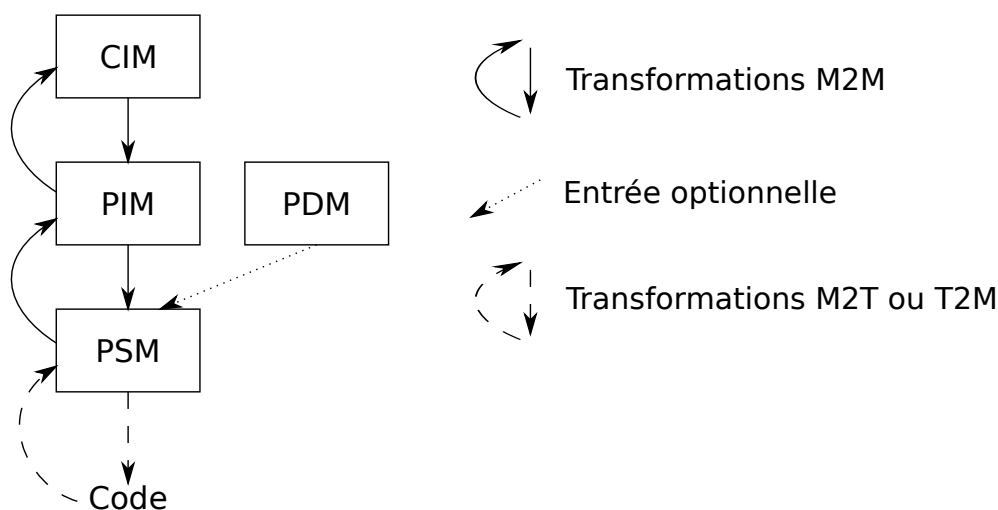 CIM
Transformations M2M
PIM
PDM
Entrée optionnelle
PSM
Transformations M2T ou T2M
Code